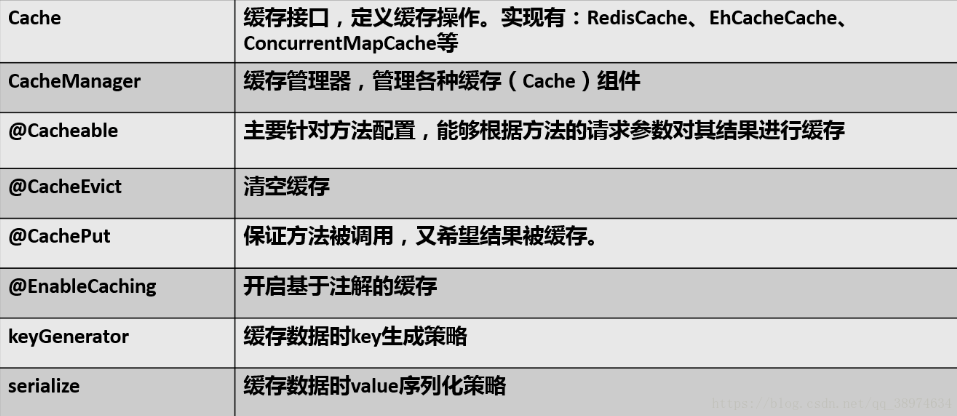 Cache
缓存接口，定义缓存操作。实现有：RedisCache、EhCacheCache、
ConcurrentMapCache等
CacheManager
缓存管理器，管理各种缓存（Cache）组件
@Cacheable
主要针对方法配置，能够根据方法的请求参数对其结果进行缓存
@CacheEvict
清空缓存
@CachePut
保证方法被调用，又希望结果被缓存。
@EnableCaching
开启基于注解的缓存
keyGenerator
缓存数据时key生成策略
serialize
缓存数据时value序列化策略
https://blog.csdn.net/qq_38974634